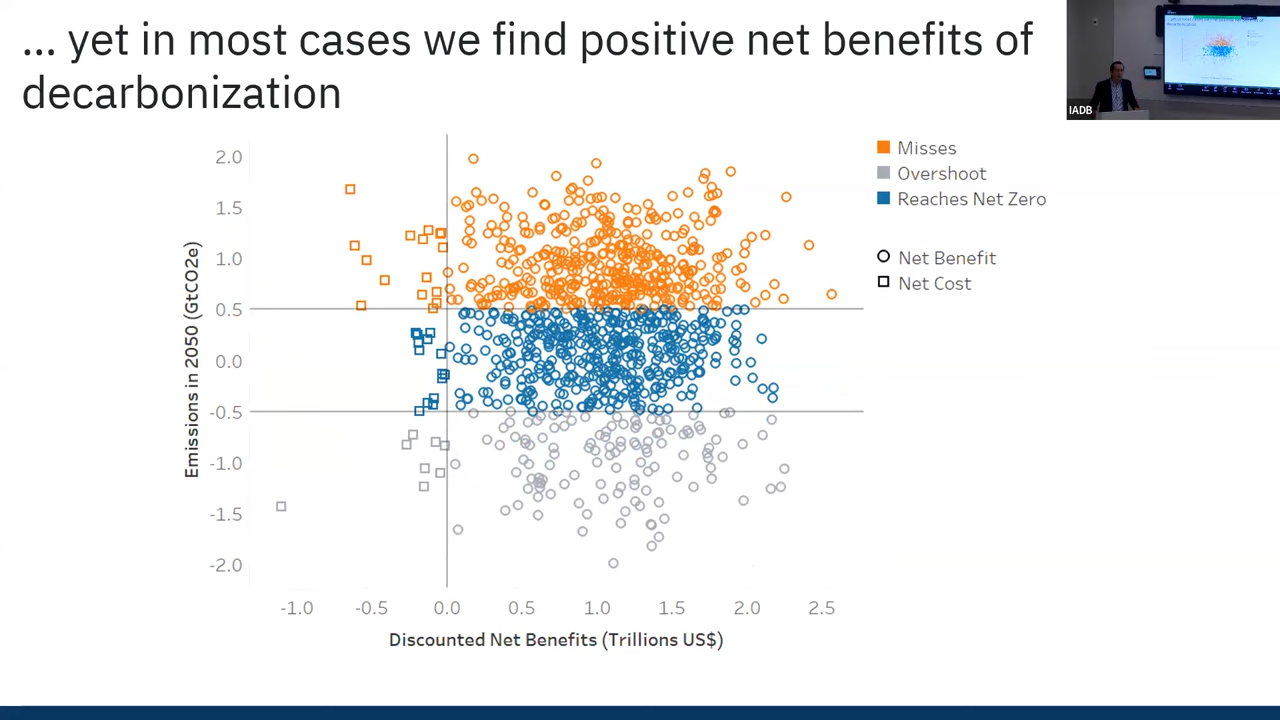 ... yet in most cases we find positive net benefits of
decarbonization
IADB
Misses
Overshoot
Reaches Net Zero
Net Benefit
Net Cost
Emissions in 2050 (GtCO2e)
2.0
1.5
1.0
0.5
0.0
-0.5
-1.0
-1.5
-2.0
-1.0 -0.5 0.0 0.5 1.0 1.5 2.0 2.5
Discounted Net Benefits (Trillions US$)